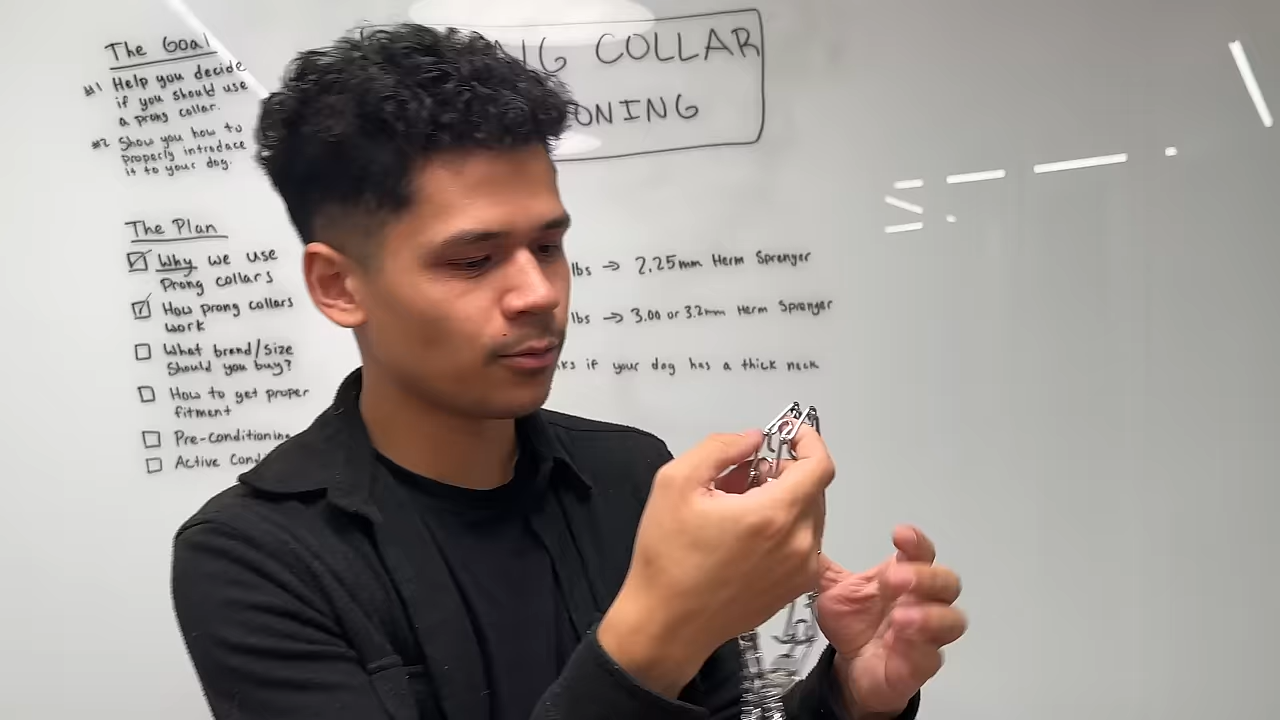 The Goal
#1 Help you decide
if you should use
a prong collar.
#2 Show you how to
properly introduce
it to your dog.
NG COLLAR
ONING
The Plan
Why we use
Prong collars
How prong collars
work
What brand/size
Should you buy?
How to get proper
fitment
Pre-conditioning
Active Cond
lbs → 2.25mm Herm Sprenger
lbs → 3.00 or 3.2mm Herm Sprenger
ks if your dog has a thick neck